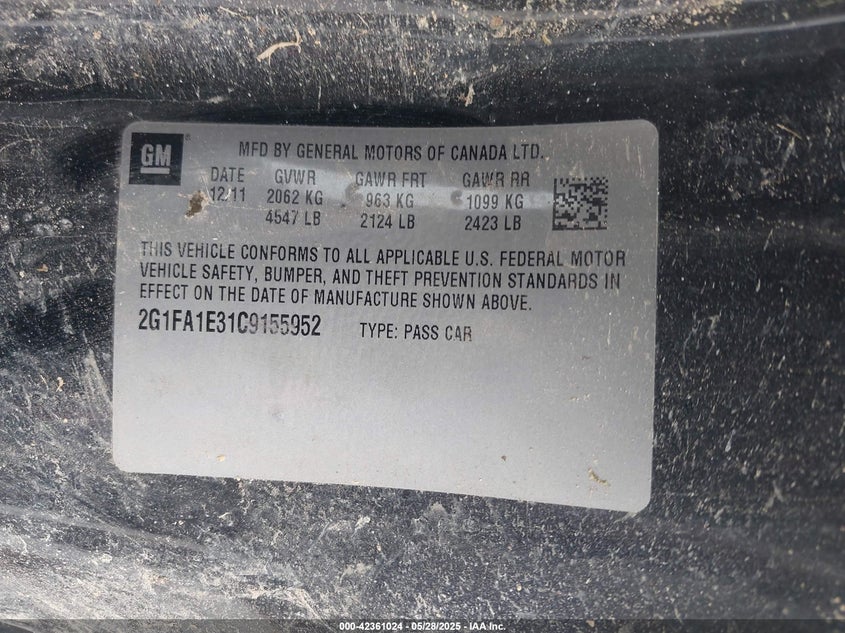 GM
MFD BY GENERAL MOTORS OF CANADA LTD.
DATE GVWR GAWR FRT GAWR RR
12/11 2062 KG 963 KG 1099 KG
4547 LB 2124 LB 2423 LB
THIS VEHICLE CONFORMS TO ALL APPLICABLE U.S. FEDERAL MOTOR
VEHICLE SAFETY, BUMPER, AND THEFT PREVENTION STANDARDS IN
EFFECT ON THE DATE OF MANUFACTURE SHOWN ABOVE.
2G1FA1E31C9155952 TYPE: PASS CAR
000-42361024 - 05/28/2025 - IAA Inc.